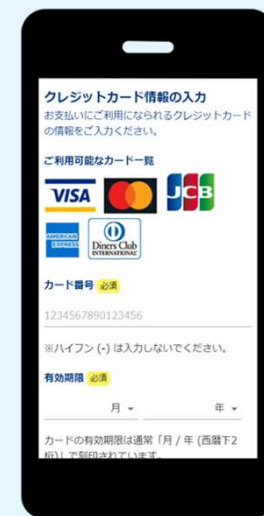 クレジットカード情報の入力
お支払いにご利用になられるクレジットカード
の情報をご入力ください。
ご利用可能なカード一覧
VISA
JCB
AMERICAN
EXPRESS
Diners Club
INTERNATIONAL
カード番号 必須
1234567890123456
※ハイフン (-) は入力しないでください。
有効期限 必須
月 年
カードの有効期限は通常「月 / 年 (西暦下2
桁)」で刻印されています。